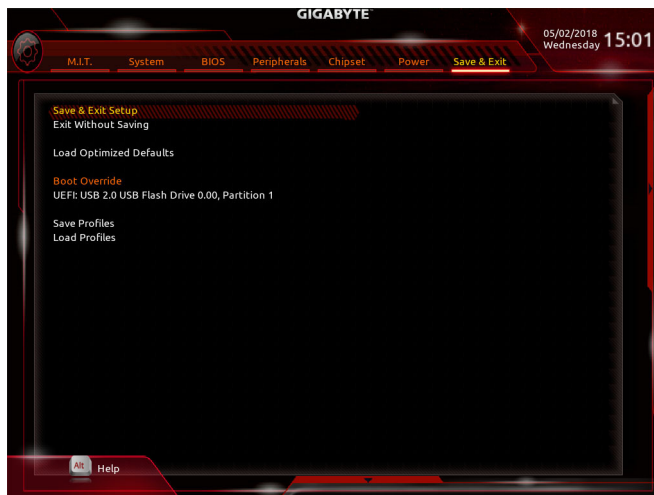 GIGABYTE™
05/02/2018
Wednesday
15:01
M.I.T.
System
BIOS
Peripherals
Chipset
Power
Save & Exit
Save & Exit Setup
Exit Without Saving
Load Optimized Defaults
Boot Override
UEFI: USB 2.0 USB Flash Drive 0.00, Partition 1
Save Profiles
Load Profiles
Alt
Help